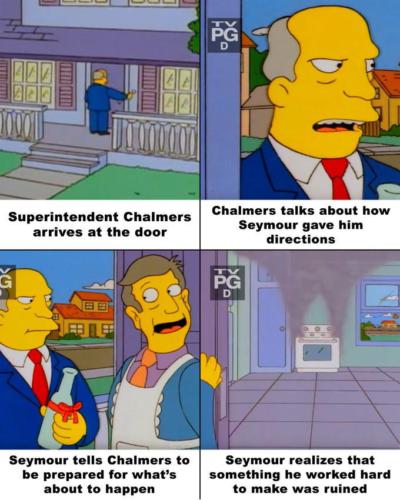 TV
PG
D
Superintendent Chalmers
arrives at the door
Chalmers talks about how
Seymour gave him
directions
G
TV
PG
D
Seymour tells Chalmers to
be prepared for what's
about to happen
Seymour realizes that
something he worked hard
to make was ruined